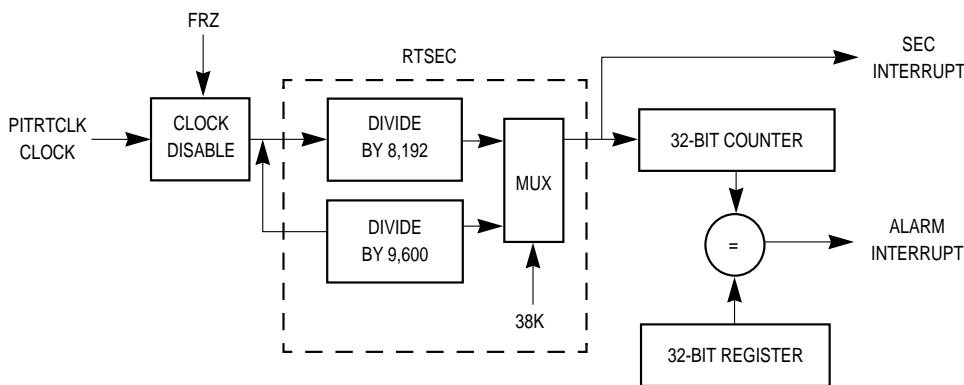 FRZ
RTSEC
SEC
INTERRUPT
PITRTCLK
CLOCK
CLOCK
DISABLE
DIVIDE
BY 8,192
MUX
32-BIT COUNTER
DIVIDE
BY 9,600
=
ALARM
INTERRUPT
38K
32-BIT REGISTER